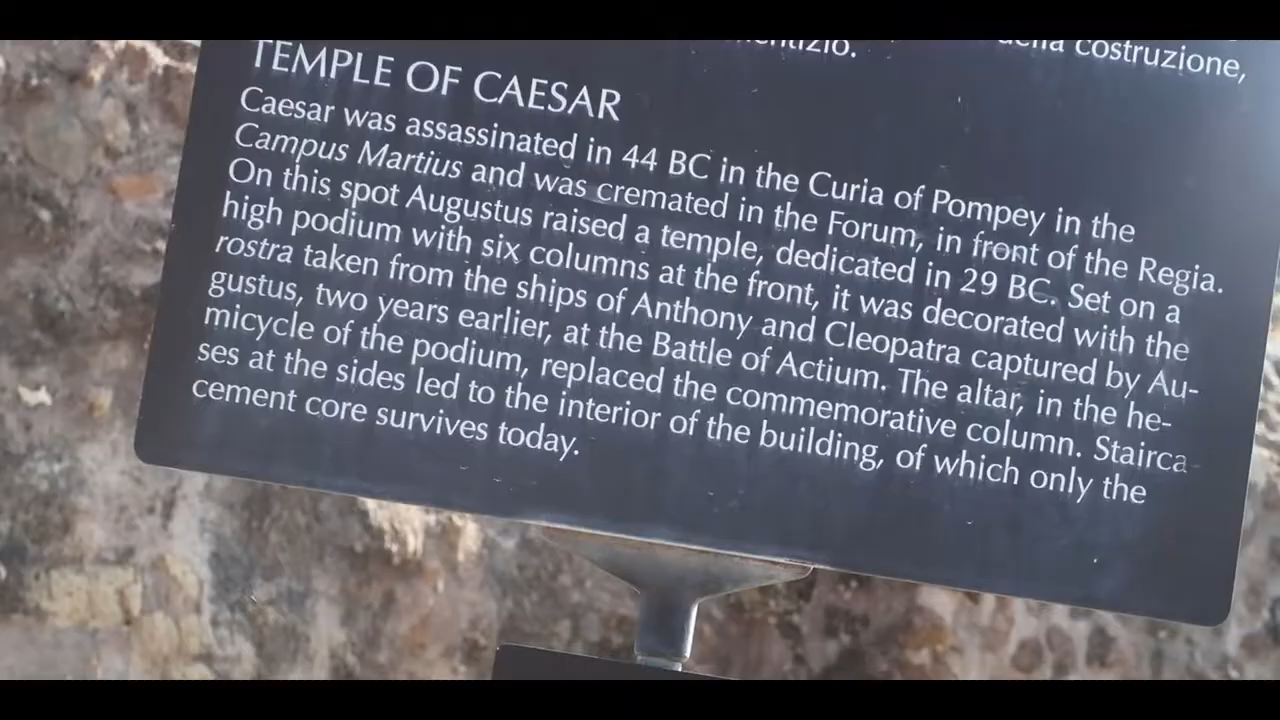 della costruzione,
TEMPLE OF CAESAR
Caesar was assassinated in 44 BC in the Curia of Pompey in the
Campus Martius and was cremated in the Forum, in front of the Regia.
On this spot Augustus raised a temple, dedicated in 29 BC. Set on a
high podium with six columns at the front, it was decorated with the
rostra taken from the ships of Anthony and Cleopatra captured by Au-
gustus, two years earlier, at the Battle of Actium. The altar, in the he-
micycle of the podium, replaced the commemorative column. Stairca-
ses at the sides led to the interior of the building, of which only the
cement core survives today.